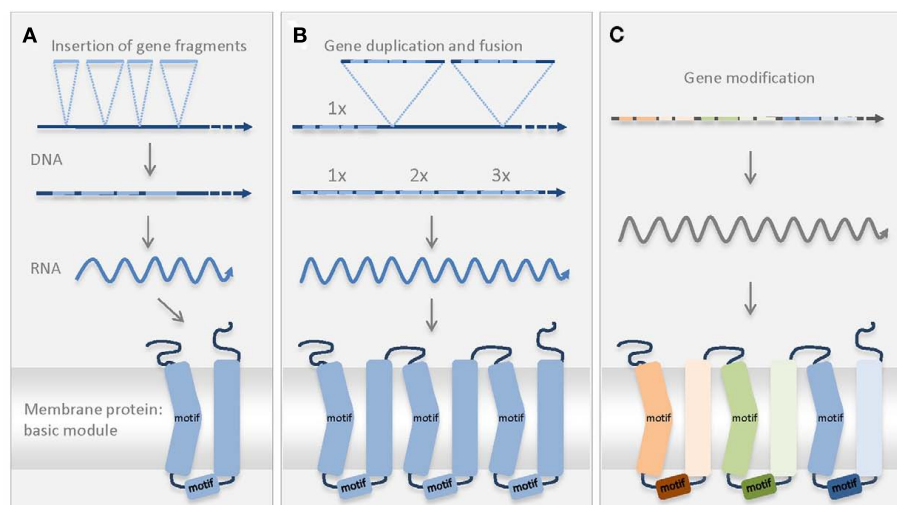 A
Insertion of gene fragments
DNA
RNA
Membrane protein:
basic module
motif
motif
B
Gene duplication and fusion
1x
1x 2x 3x
motif motif motif
motif motif motif
C
Gene modification
motif motif motif
motif motif motif